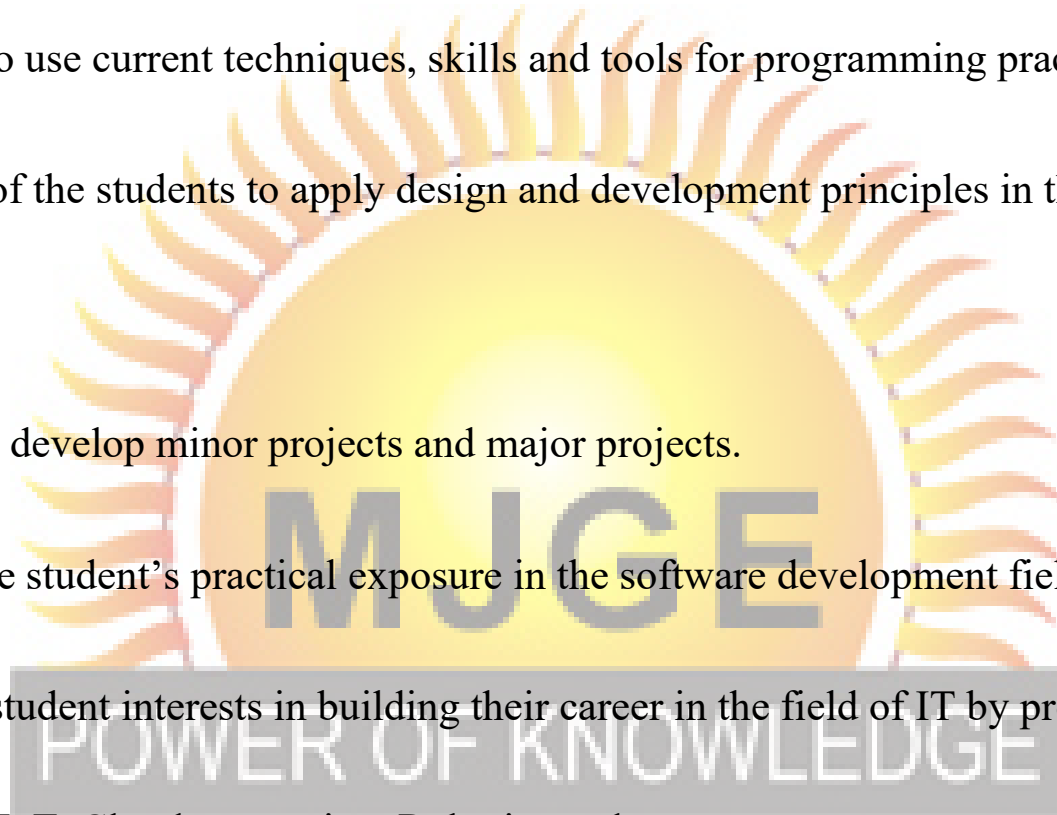 o use current techniques, skills and tools for programming prac
of the students to apply design and development principles in t
develop minor projects and major projects.
MJGE
e student’s practical exposure in the software development fie
student interests in building their career in the field of IT by pr
POWER OF KNOWLEDGE